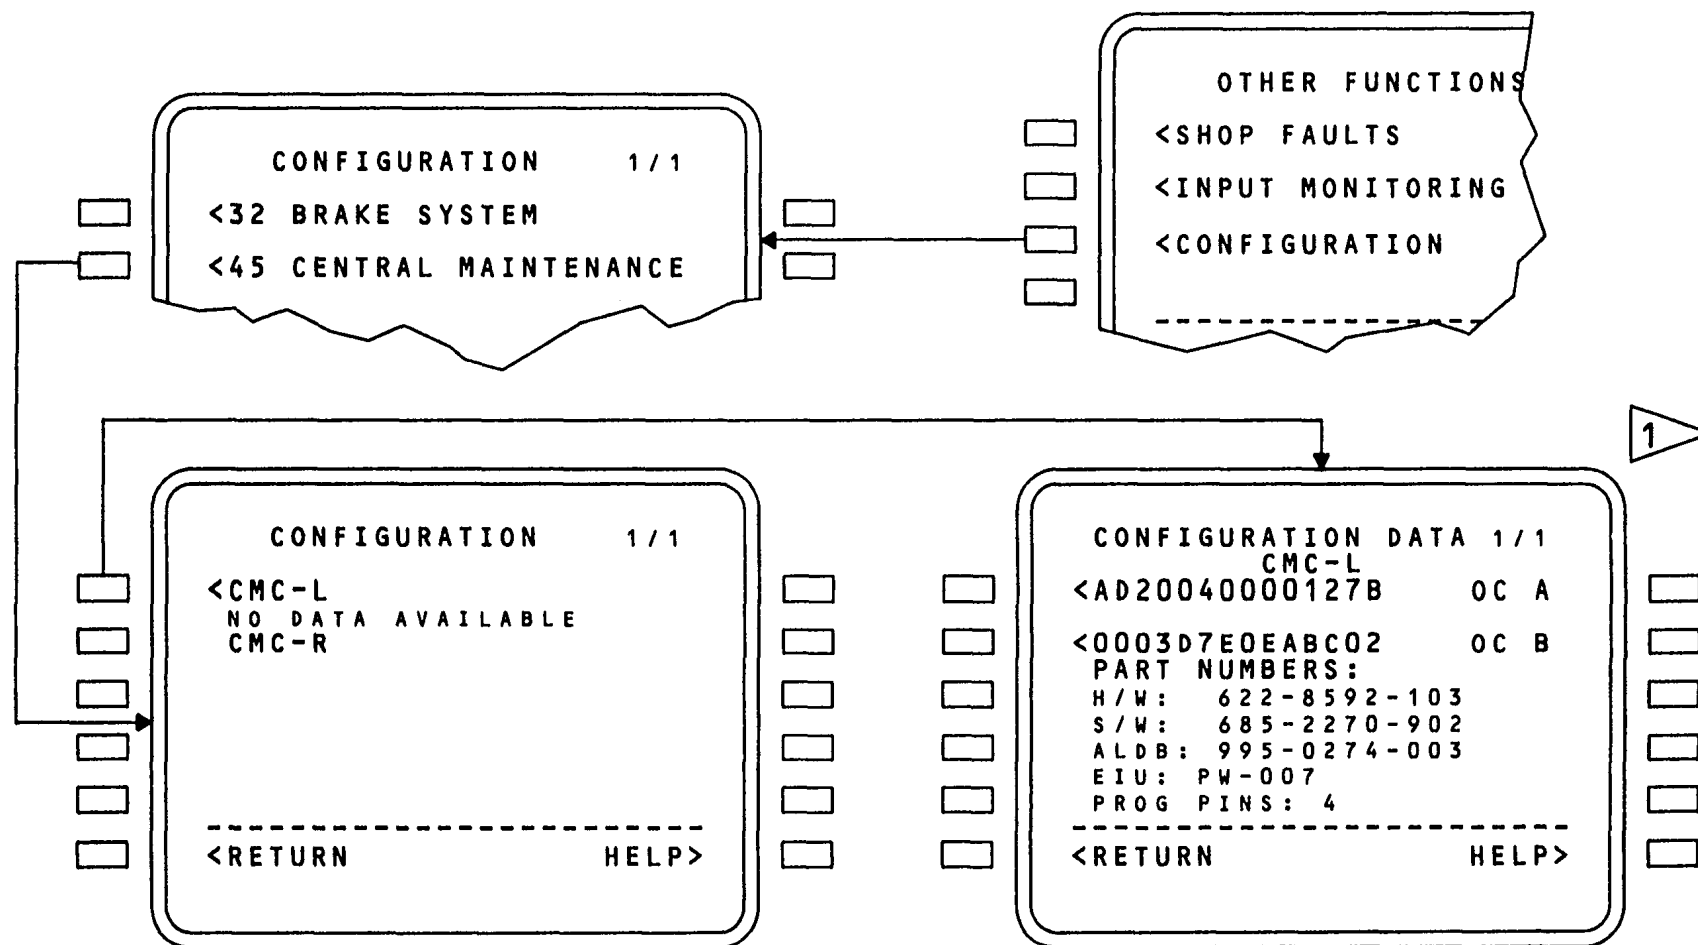 CONFIGURATION 1/1
<32 BRAKE SYSTEM
<45 CENTRAL MAINTENANCE
OTHER FUNCTIONS
<SHOP FAULTS
<INPUT MONITORING
<CONFIGURATION
1
CONFIGURATION 1/1
<CMC-L
NO DATA AVAILABLE
CMC-R
<RETURN HELP>
CONFIGURATION DATA 1/1
CMC-L
<AD20040000127B OC A
<0003D7E0EABC02 OC B
PART NUMBERS:
H/W: 622-8592-103
S/W: 685-2270-902
ALDB: 995-0274-003
EIU: PW-007
PROG PINS: 4
<RETURN HELP>